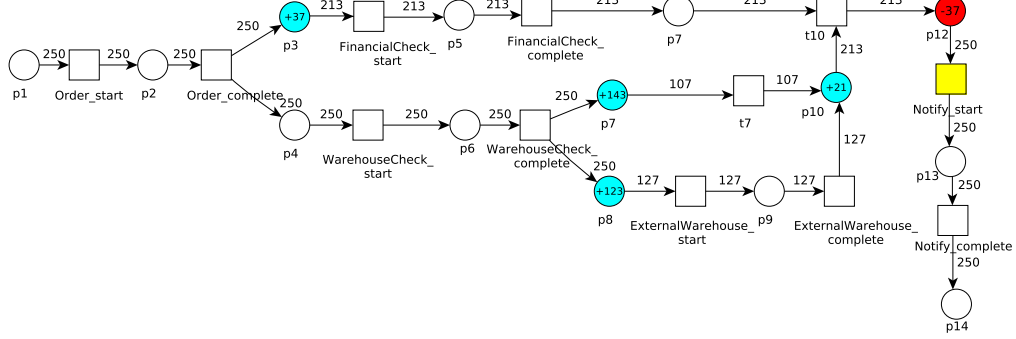 213 213 213 213 213 213
+37 -37
250 p3 FinancialCheck_ start p5 FinancialCheck_ complete p7 t10 p12
250 250 250 213 250
p1 Order_start p2 Order_complete +143 107 107 +21 Notify_start
250 250 250 250 p7 t7 p10 250
p4 WarehouseCheck_ start p6 WarehouseCheck_ complete 127 p13
250 +123 127 127 127 250
p8 ExternalWarehouse_ start p9 ExternalWarehouse_ complete Notify_complete
250
p14